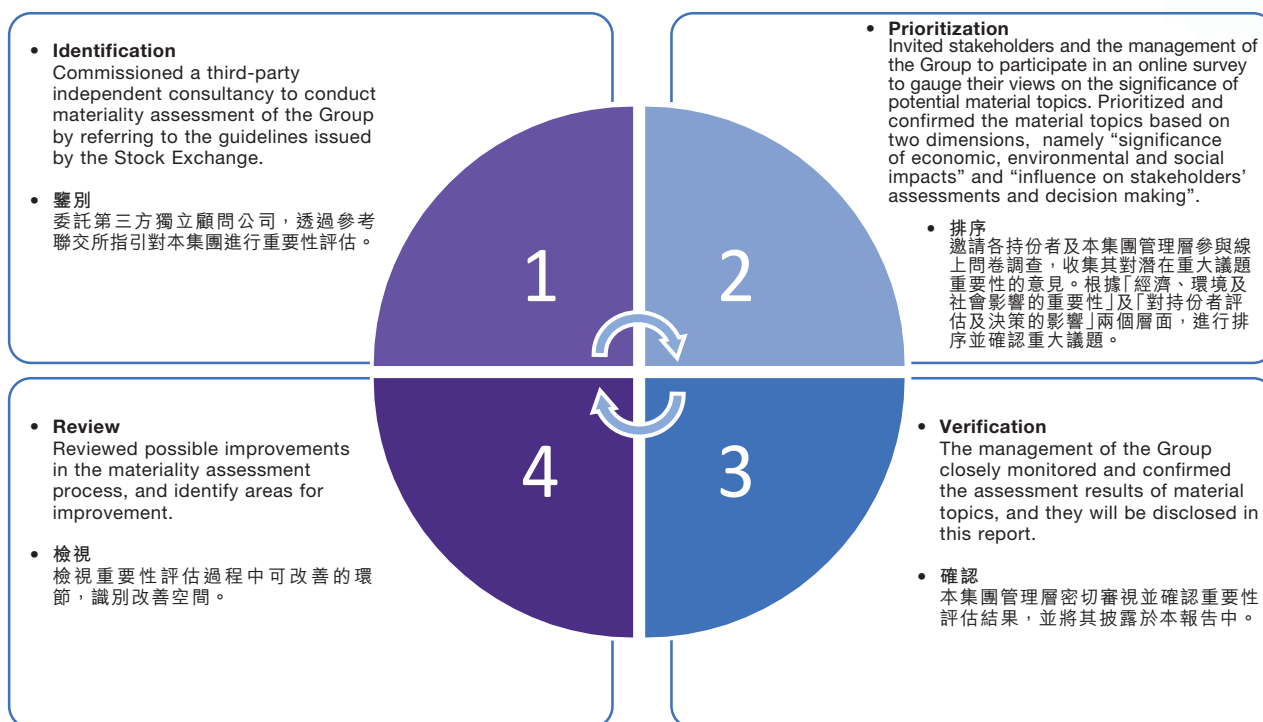 • Identification
Commissioned a third-party
independent consultancy to conduct
materiality assessment of the Group
by referring to the guidelines issued
by the Stock Exchange.
• 鑒別
委託第三方獨立顧問公司，透過參考
聯交所指引對本集團進行重要性評估。
1
• Prioritization
Invited stakeholders and the management of
the Group to participate in an online survey
to gauge their views on the significance of
potential material topics. Prioritized and
confirmed the material topics based on
two dimensions, namely “significance
of economic, environmental and social
impacts” and “influence on stakeholders’
assessments and decision making”.
• 排序
邀請各持份者及本集團管理層參與線
上問卷調查，收集其對潛在重大議題
重要性的意見。根據「經濟、環境及
社會影響的重要性」及「對持份者評
估及決策的影響」兩個層面，進行排
序並確認重大議題。
2
• Verification
The management of the Group
closely monitored and confirmed
the assessment results of material
topics, and they will be disclosed in
this report.
• 確認
本集團管理層密切審視並確認重要性
評估結果，並將其披露於本報告中。
3
• Review
Reviewed possible improvements
in the materiality assessment
process, and identify areas for
improvement.
• 檢視
檢視重要性評估過程中可改善的環
節，識別改善空間。
4